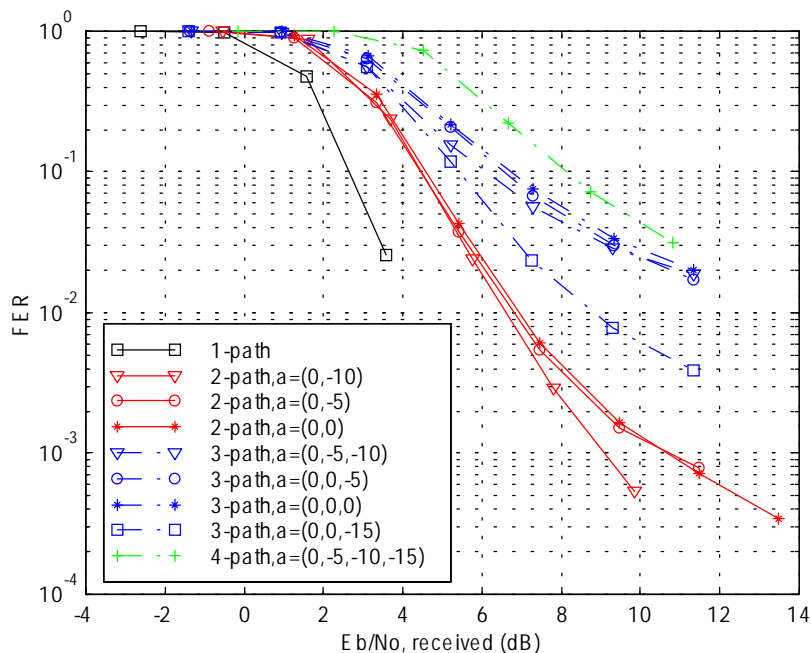 10^0
10^-1
10^-2
10^-3
10^-4
FER
1-path
2-path,a=(0,-10)
2-path,a=(0,-5)
2-path,a=(0,0)
3-path,a=(0,-5,-10)
3-path,a=(0,0,-5)
3-path,a=(0,0,0)
3-path,a=(0,0,-15)
4-path,a=(0,-5,-10,-15)
-4 -2 0 2 4 6 8 10 12 14
Eb/No, received (dB)